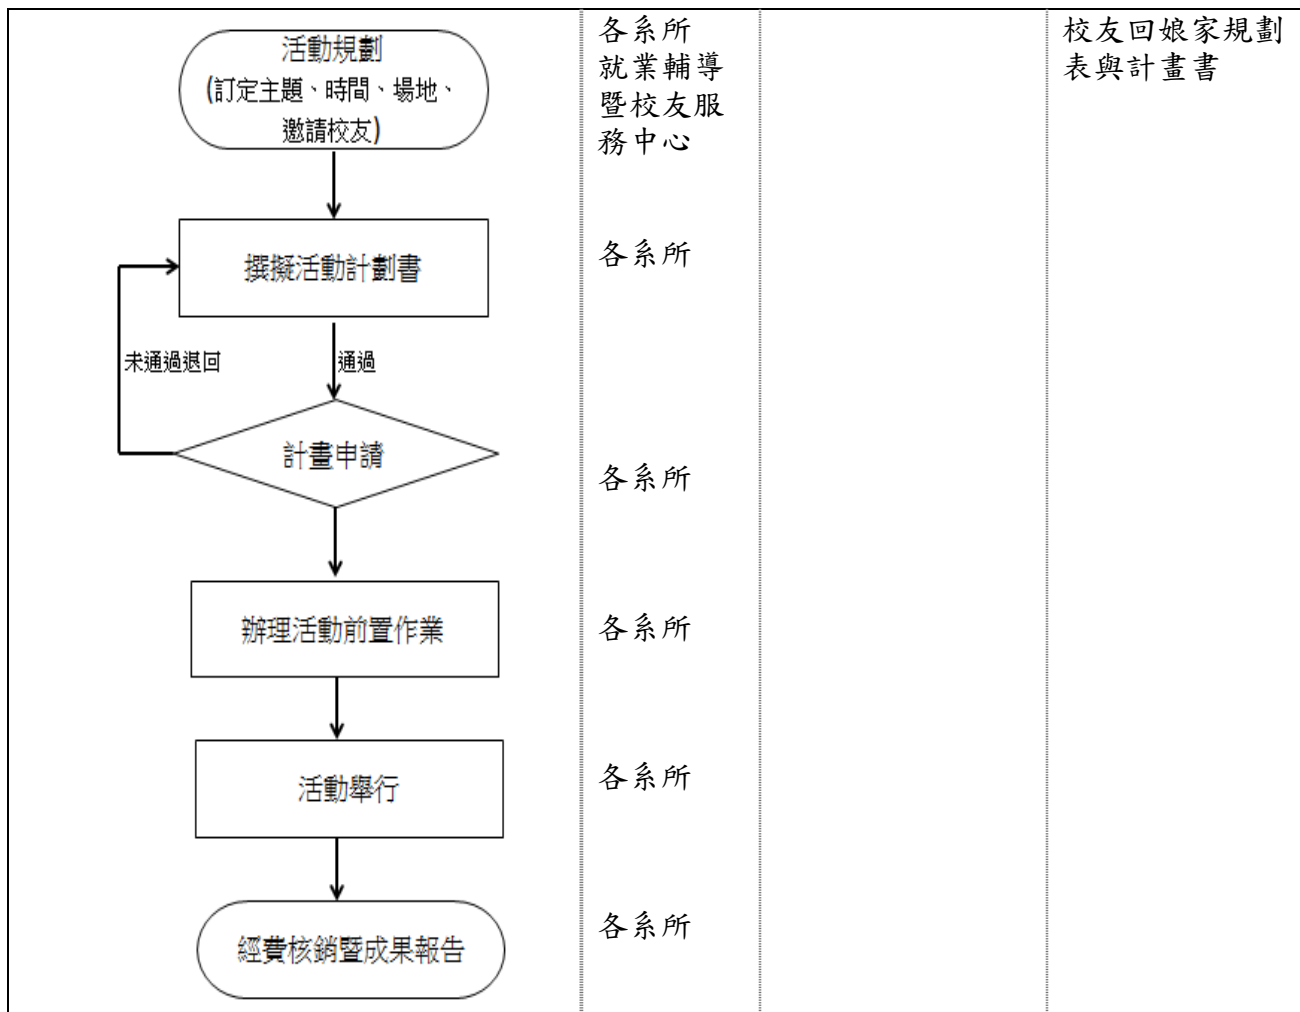 活動規劃
(訂定主題、時間、場地、
邀請校友)
各系所
就業輔導
暨校友服
務中心
校友回娘家規劃
表與計畫書
撰擬活動計劃書
各系所
未通過退回
通過
計畫申請
各系所
辦理活動前置作業
各系所
活動舉行
各系所
經費核銷暨成果報告
各系所